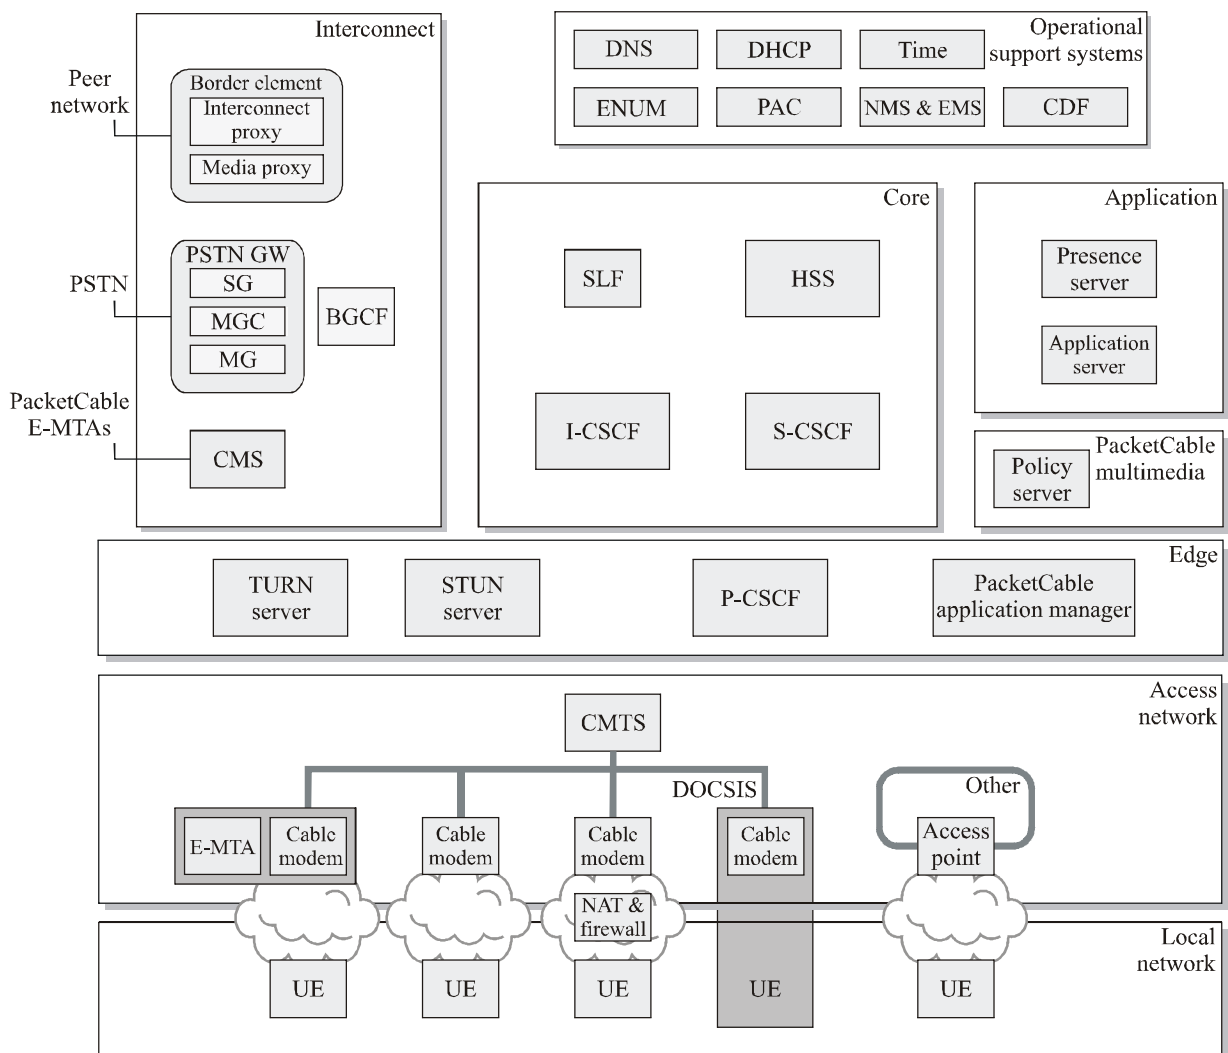 Interconnect
Peer
network
Border element
Interconnect
proxy
Media proxy
PSTN
PSTN GW
SG
MGC
MG
BGCF
PacketCable
E-MTAs
CMS
Operational
support systems
DNS
DHCP
Time
ENUM
PAC
NMS & EMS
CDF
Core
SLF
HSS
I-CSCF
S-CSCF
Application
Presence
server
Application
server
PacketCable
multimedia
Policy
server
Edge
TURN
server
STUN
server
P-CSCF
PacketCable
application manager
Access
network
CMTS
DOCSIS
Other
E-MTA
Cable
modem
Cable
modem
Cable
modem
Cable
modem
Access
point
NAT &
firewall
Local
network
UE
UE
UE
UE
UE